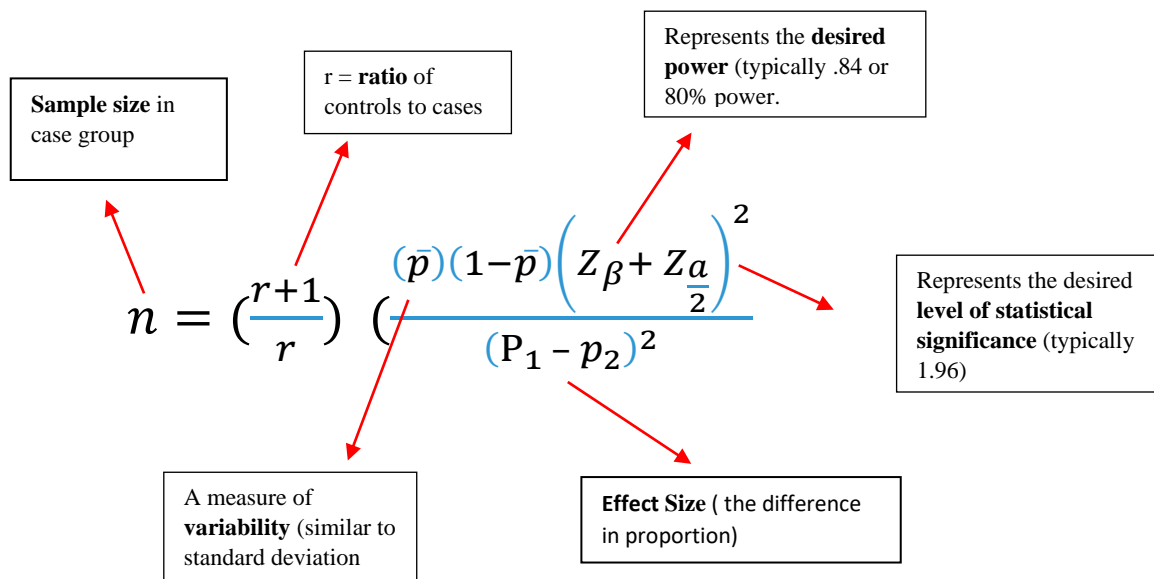 Represents the desired
power (typically .84 or
80% power.
r = ratio of
controls to cases
Sample size in
case group
n = (r+1/r) ((p̄)(1−p̄)(Zβ + Za/2)²/(P₁ – p₂)²)
Represents the desired
level of statistical
significance (typically
1.96)
A measure of
variability (similar to
standard deviation
Effect Size ( the difference
in proportion)